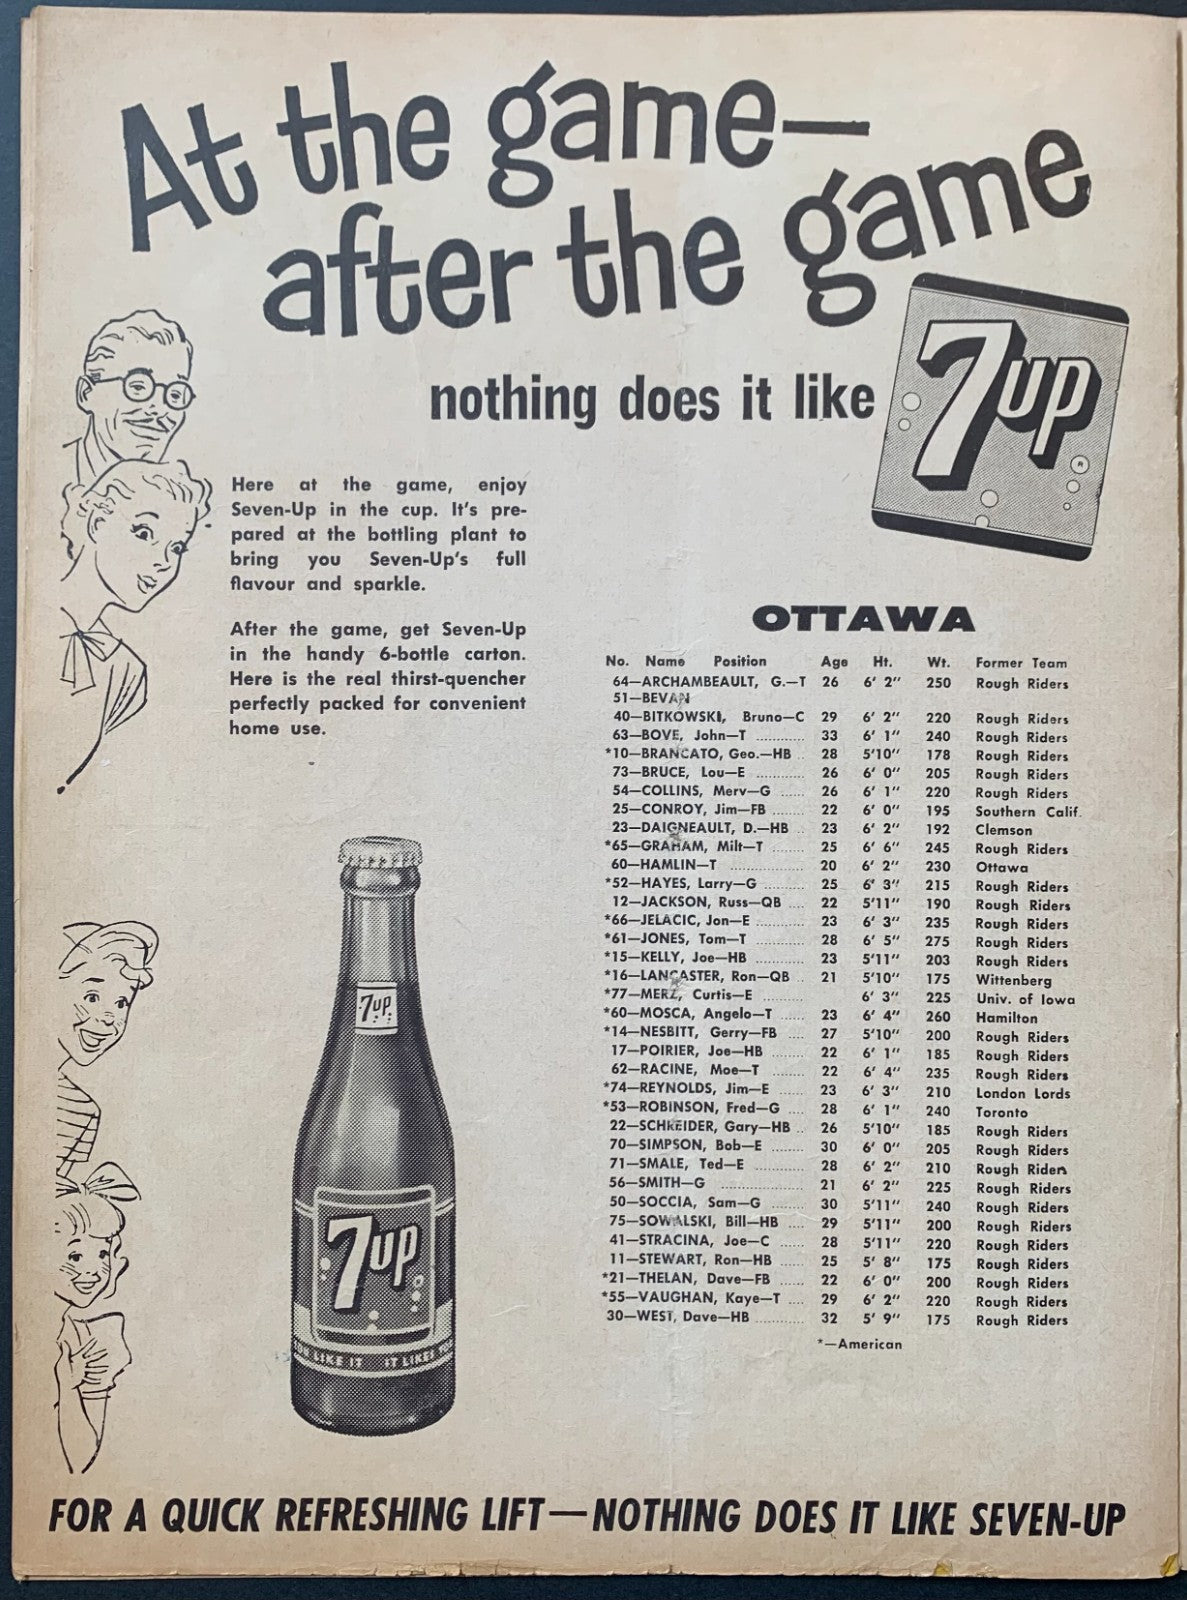 At the game—
after the game
nothing does it like
7up
Here at the game, enjoy
Seven-Up in the cup. It's pre-
pared at the bottling plant to
bring you Seven-Up's full
flavour and sparkle.
After the game, get Seven-Up
in the handy 6-bottle carton.
Here is the real thirst-quencher
perfectly packed for convenient
home use.
OTTAWA
No. Name Position Age Ht. Wt. Former Team
64—ARCHAMBEAULT, G.—T 26 6' 2" 250 Rough Riders
51—BEVAN
40—BITKOWSKI, Bruno—C 29 6' 2" 220 Rough Riders
63—BOVE, John—T ............ 33 6' 1" 240 Rough Riders
*10—BRANCATO, Geo.—HB .. 28 5'10" 178 Rough Riders
73—BRUCE, Lou—E ............ 26 6' 0" 205 Rough Riders
54—COLLINS, Merv—G ...... 26 6' 1" 220 Rough Riders
25—CONROY, Jim—FB ........ 22 6' 0" 195 Southern Calif.
23—DAIGNEAULT, D.—HB .. 23 6' 2" 192 Clemson
*65—GRAHAM, Milt—T ........ 25 6' 6" 245 Rough Riders
60—HAMLIN—T .................. 20 6' 2" 230 Ottawa
*52—HAYES, Larry—G .......... 25 6' 3" 215 Rough Riders
12—JACKSON, Russ—QB .... 22 5'11" 190 Rough Riders
*66—JELACIC, Jon—E .......... 23 6' 3" 235 Rough Riders
*61—JONES, Tom—T ............ 28 6' 5" 275 Rough Riders
*15—KELLY, Joe—HB ............ 23 5'11" 203 Rough Riders
*16—LANCASTER, Ron—QB .. 21 5'10" 175 Wittenberg
*77—MERZ, Curtis—E .......... 6' 3" 225 Univ. of Iowa
*60—MOSCA, Angelo—T ...... 23 6' 4" 260 Hamilton
*14—NESBITT, Gerry—FB .... 27 5'10" 200 Rough Riders
17—POIRIER, Joe—HB ........ 22 6' 1" 185 Rough Riders
62—RACINE, Moe—T .......... 22 6' 4" 235 Rough Riders
*74—REYNOLDS, Jim—E ...... 23 6' 3" 210 London Lords
*53—ROBINSON, Fred—G .... 28 6' 1" 240 Toronto
22—SCHREIDER, Gary—HB .. 26 5'10" 185 Rough Riders
70—SIMPSON, Bob—E ........ 30 6' 0" 205 Rough Riders
71—SMALE, Ted—E ............ 28 6' 2" 210 Rough Riders
56—SMITH—G .................... 21 6' 2" 225 Rough Riders
50—SOCCIA, Sam—G ........ 30 5'11" 240 Rough Riders
75—SOWALSKI, Bill—HB .... 29 5'11" 200 Rough Riders
41—STRACINA, Joe—C ...... 28 5'11" 220 Rough Riders
11—STEWART, Ron—HB ...... 25 5' 8" 175 Rough Riders
*21—THELAN, Dave—FB ...... 22 6' 0" 200 Rough Riders
*55—VAUGHAN, Kaye—T .... 29 6' 2" 220 Rough Riders
30—WEST, Dave—HB .......... 32 5' 9" 175 Rough Riders
*—American
7up
7up
LIKE IT IT LIKES
FOR A QUICK REFRESHING LIFT—NOTHING DOES IT LIKE SEVEN-UP